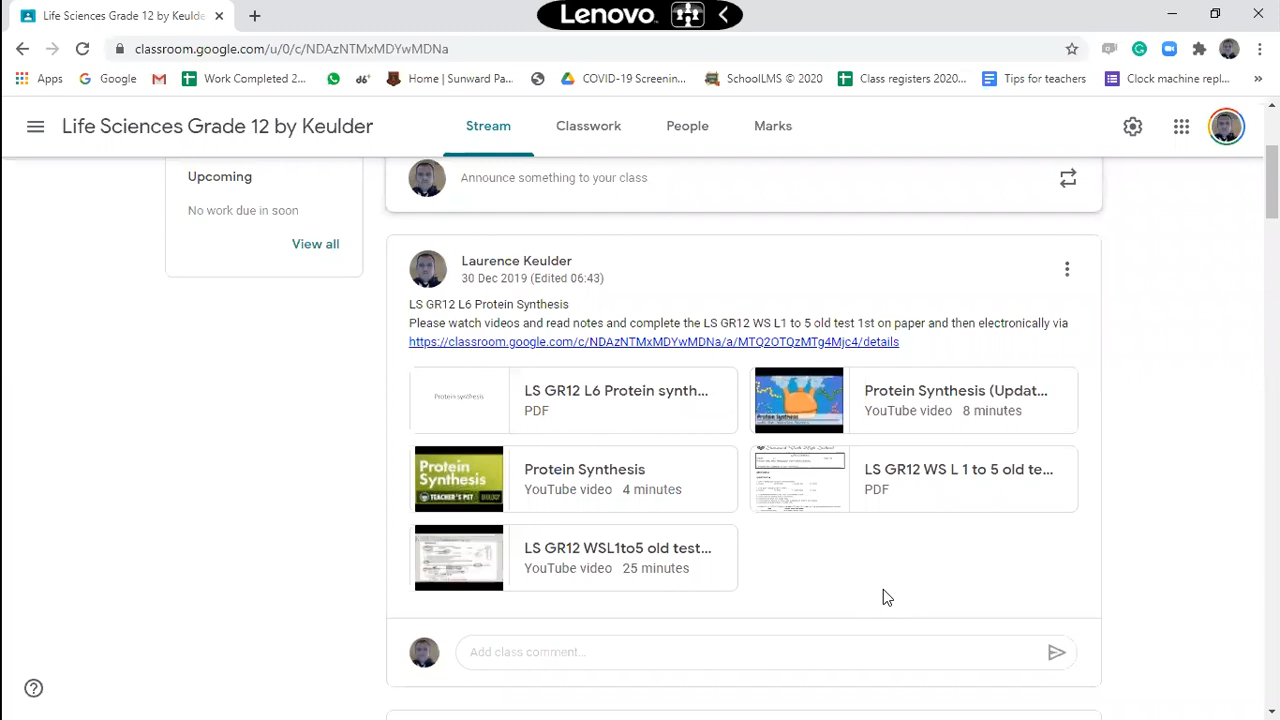 Life Sciences Grade 12 by Keulde
Lenovo
classroom.google.com/u/0/c/NDAzNTMxMDYwMDNa
Apps
Google
Work Completed 2...
Home | Sunward Pa...
COVID-19 Screenin...
SchoolLMS © 2020
Class registers 2020...
Tips for teachers
Clock machine repl...
»
Life Sciences Grade 12 by Keulder
Stream
Classwork
People
Marks
Upcoming
No work due in soon
View all
Announce something to your class
Laurence Keulder
30 Dec 2019 (Edited 06:43)
LS GR12 L6 Protein Synthesis
Please watch videos and read notes and complete the LS GR12 WS L1 to 5 old test 1st on paper and then electronically via
https://classroom.google.com/c/NDAzNTMxMDYwMDNa/a/MTQ2OTQzMTg4Mjc4/details
Protein synthesis
LS GR12 L6 Protein synth...
PDF
Protein Synthesis
Protein Synthesis (Updat...
YouTube video 8 minutes
Protein
Synthesis
TEACHER'S PET
BIOLOGY
Protein Synthesis
YouTube video 4 minutes
LS GR12 WS L 1 to 5 old te...
PDF
LS GR12 WSL1to5 old test...
YouTube video 25 minutes
Add class comment...